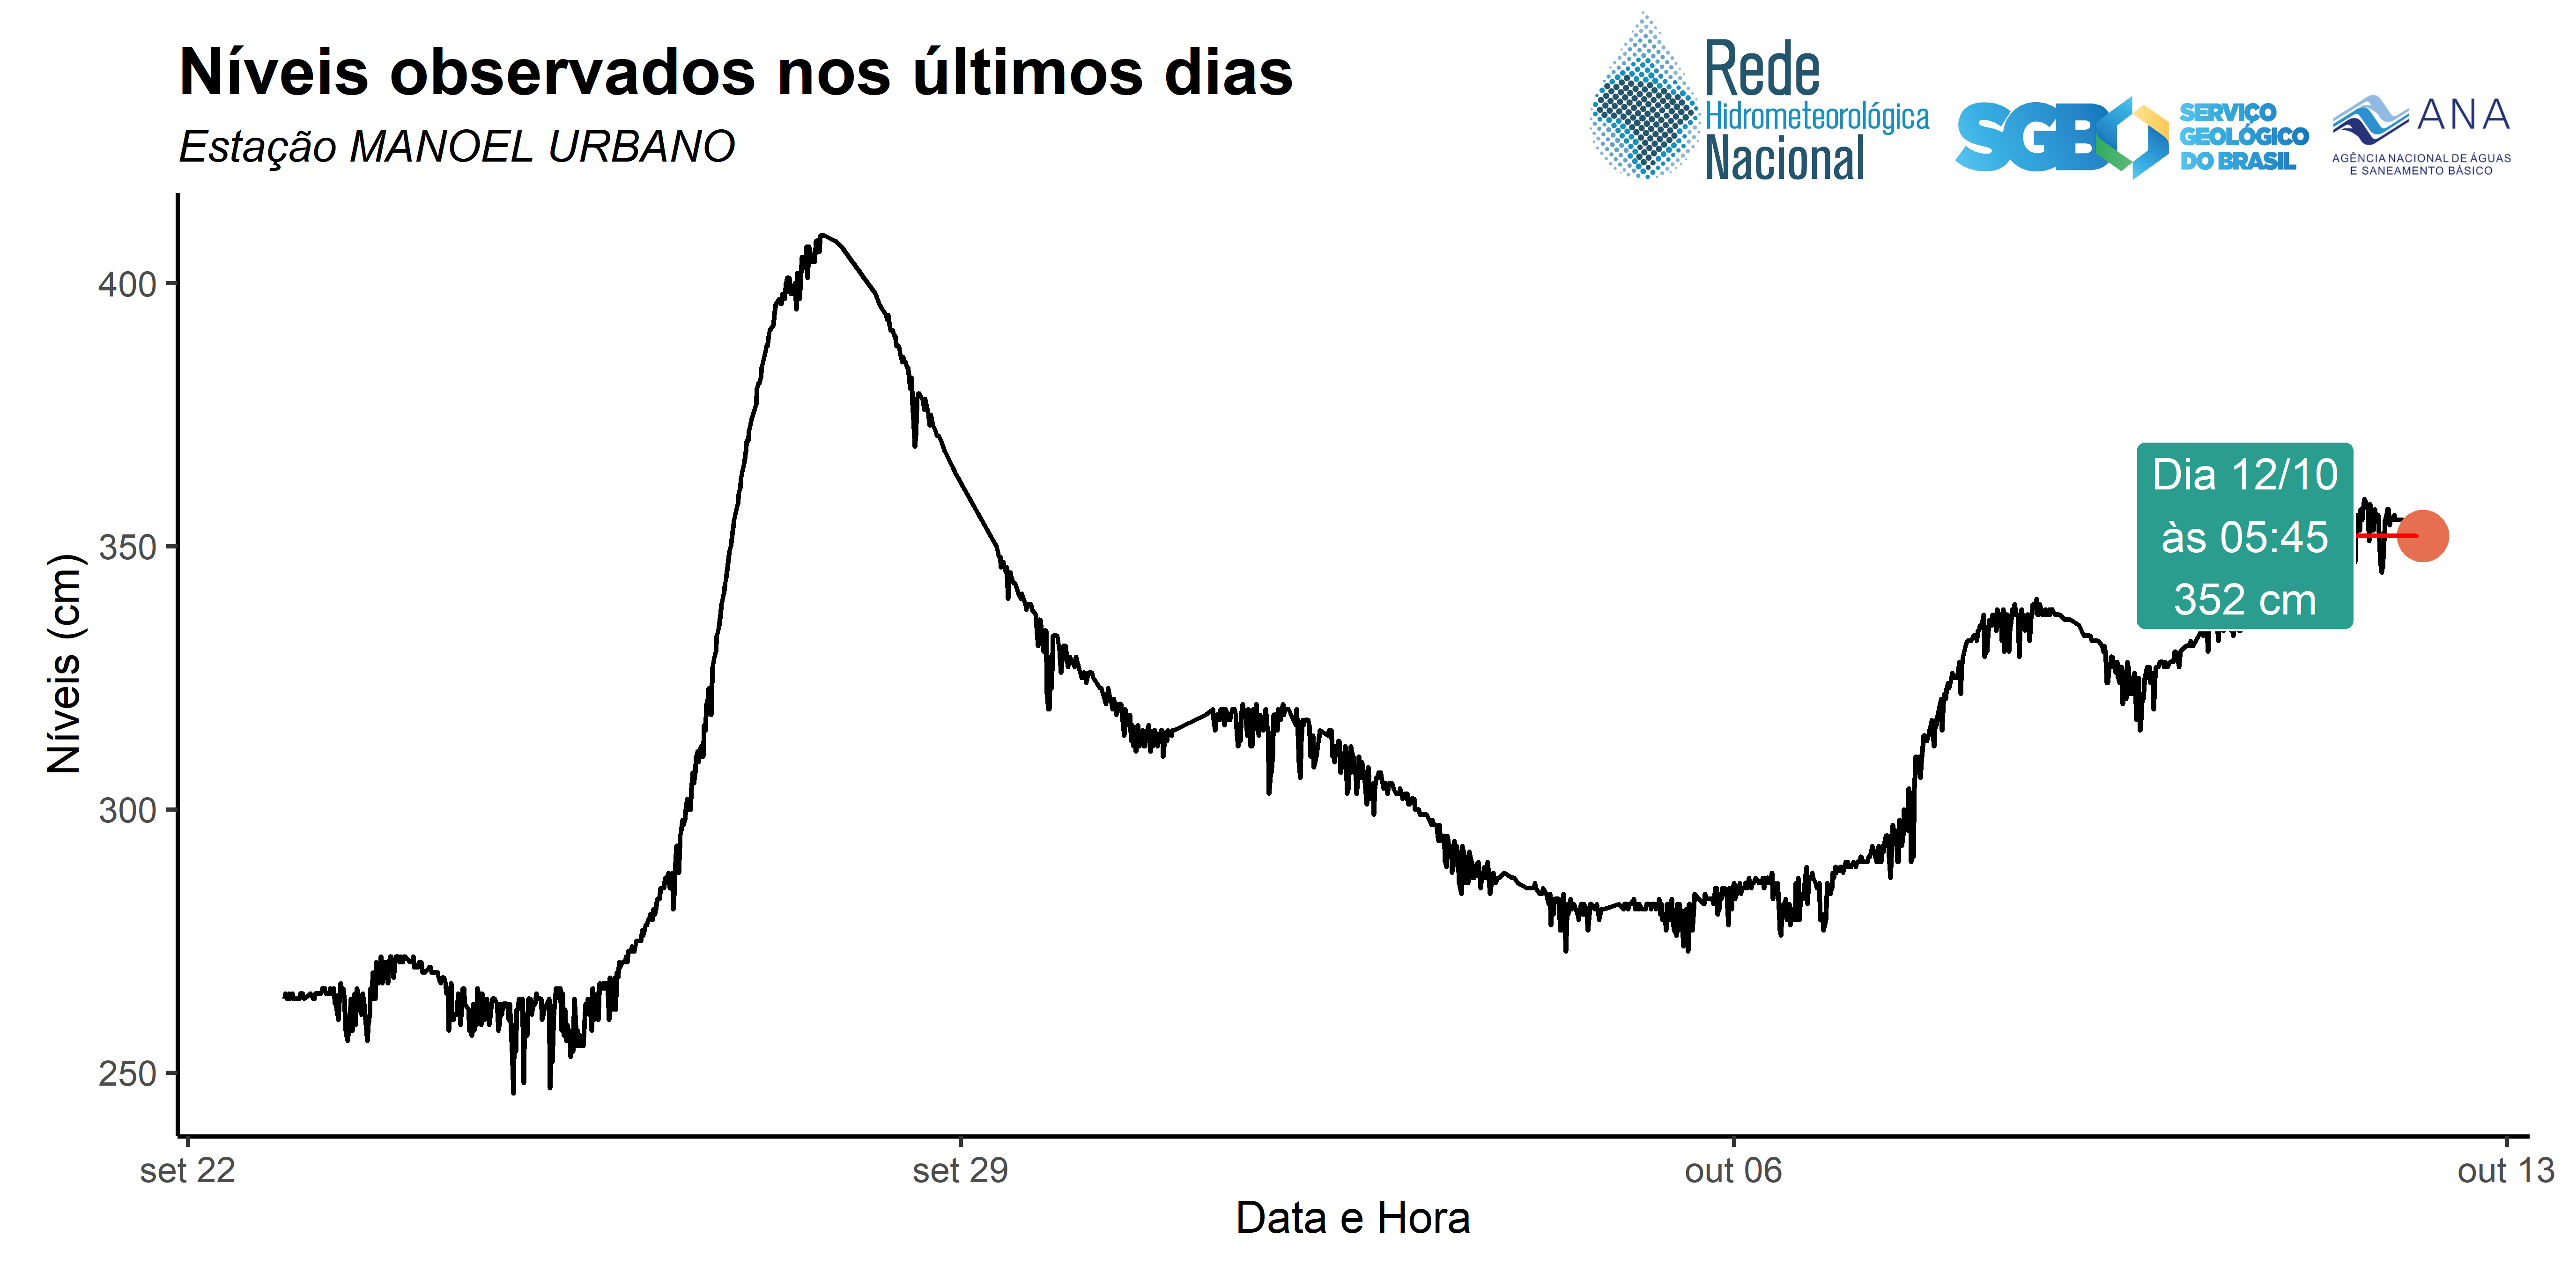 Níveis observados nos últimos dias
Estação MANOEL URBANO
Rede
Hidrometeorológica
Nacional
SGB
SERVIÇO
GEOLÓGICO
DO BRASIL
ANA
AGÊNCIA NACIONAL DE ÁGUAS
E SANEAMENTO BÁSICO
Níveis (cm)
400
350
300
250
Dia 12/10
às 05:45
352 cm
set 22
set 29
out 06
out 13
Data e Hora